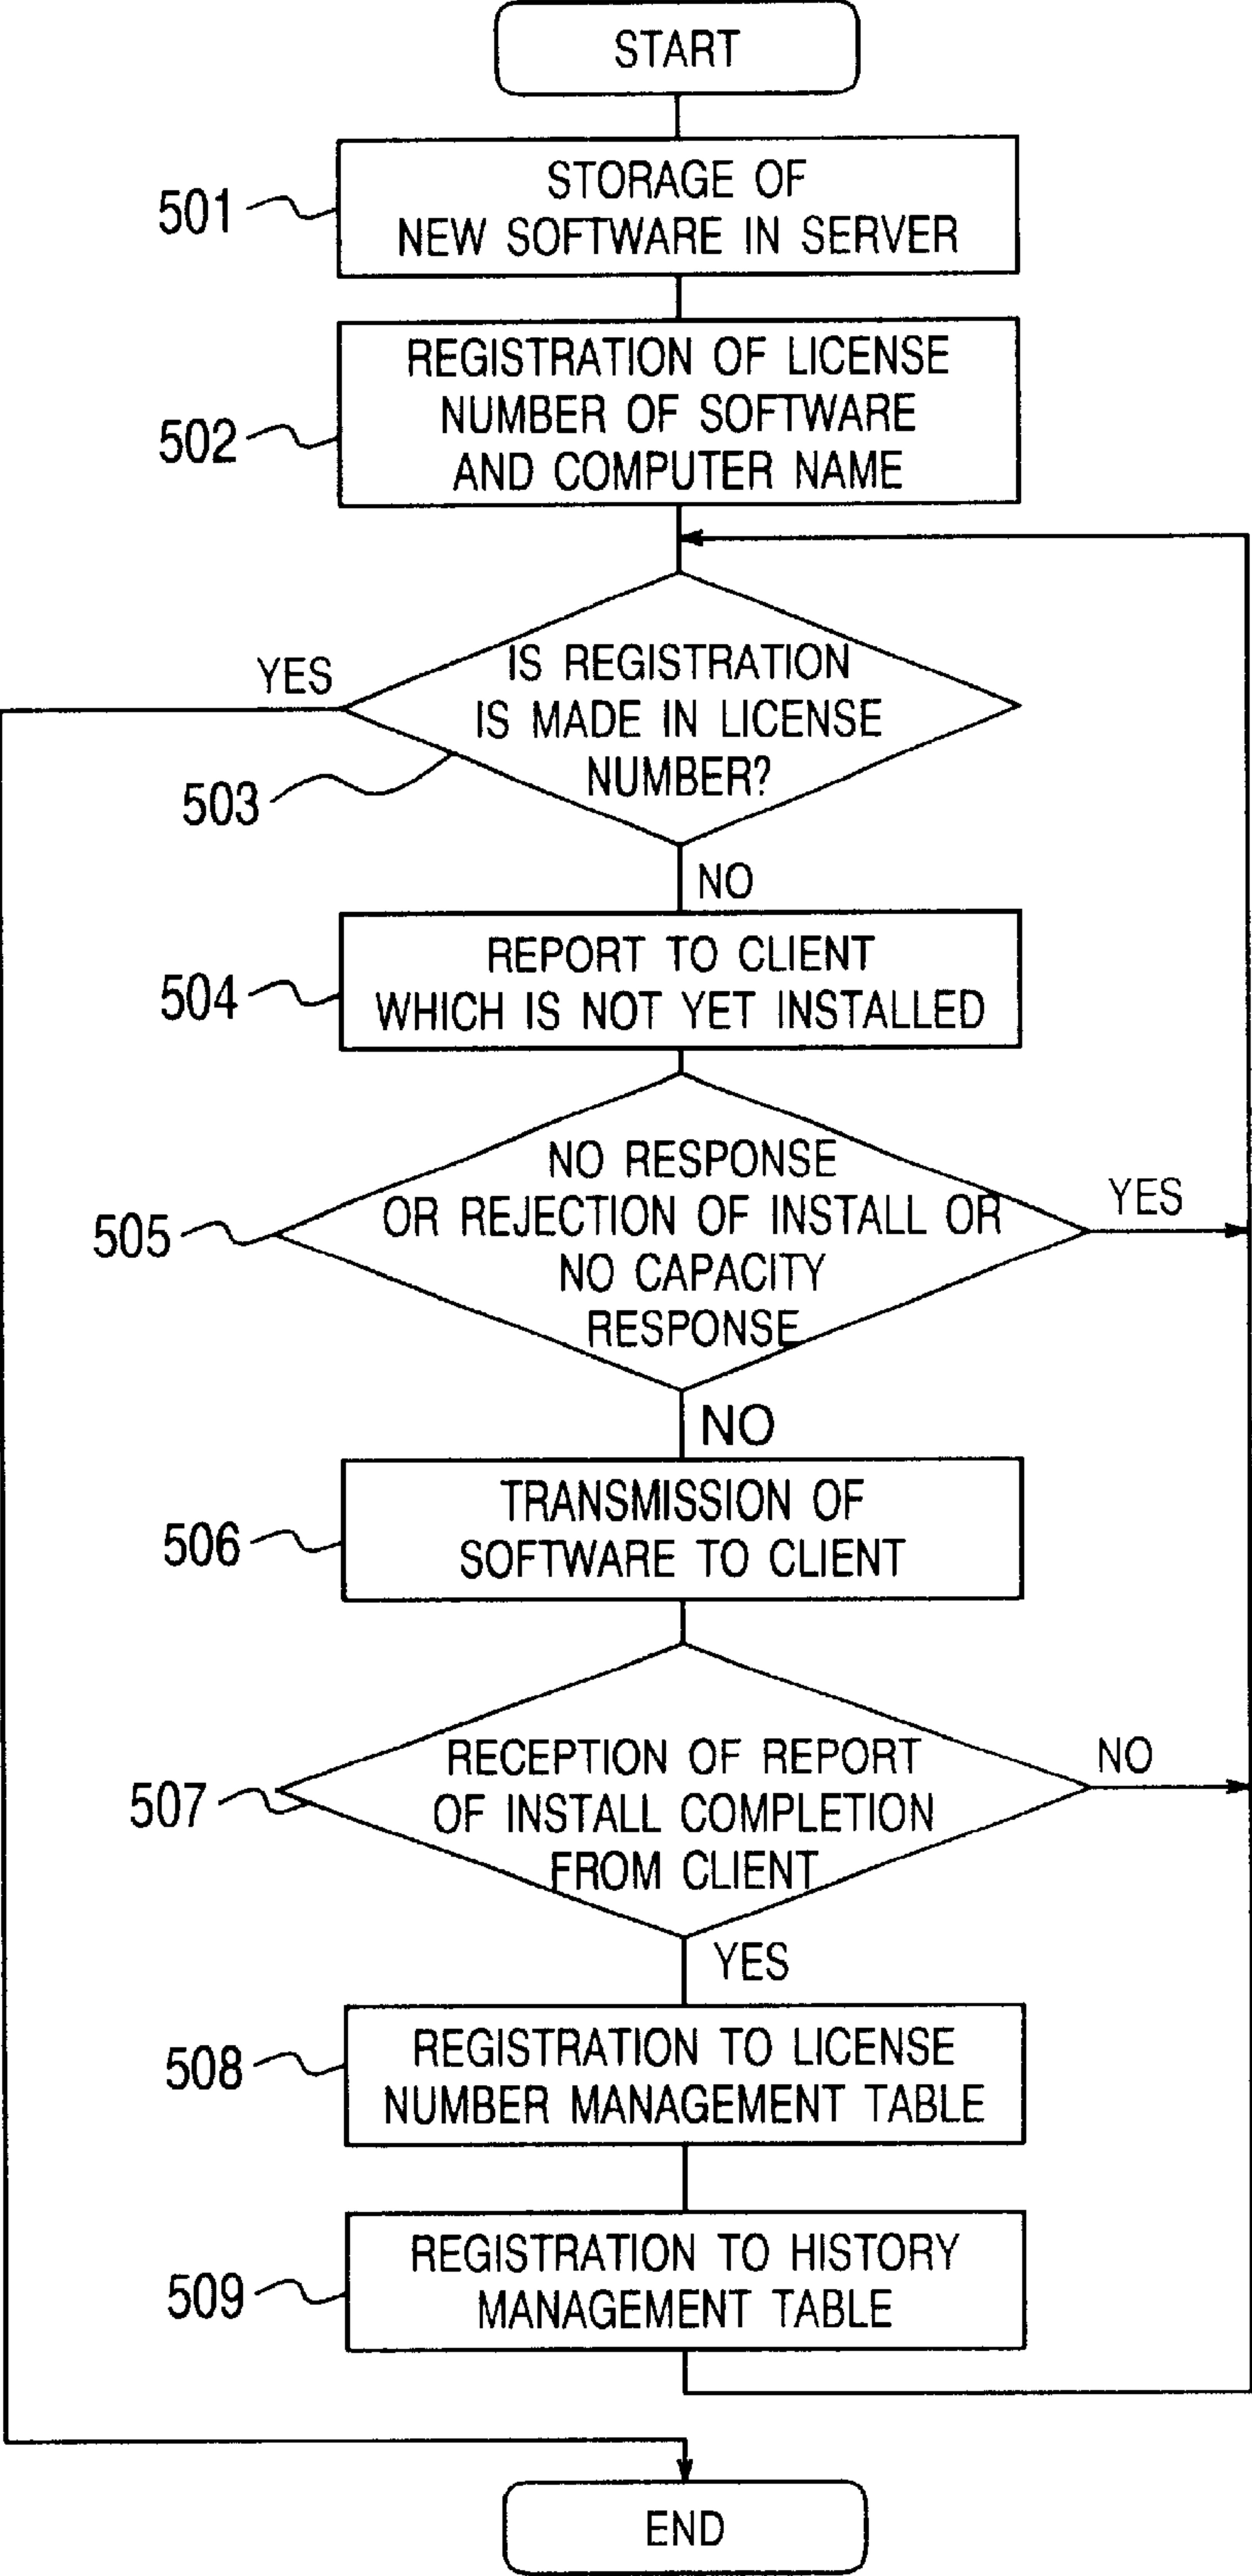 START
501
STORAGE OF
NEW SOFTWARE IN SERVER
502
REGISTRATION OF LICENSE
NUMBER OF SOFTWARE
AND COMPUTER NAME
YES
IS REGISTRATION
IS MADE IN LICENSE
NUMBER?
503
NO
504
REPORT TO CLIENT
WHICH IS NOT YET INSTALLED
505
NO RESPONSE
OR REJECTION OF INSTALL OR
NO CAPACITY
RESPONSE
YES
NO
506
TRANSMISSION OF
SOFTWARE TO CLIENT
507
RECEPTION OF REPORT
OF INSTALL COMPLETION
FROM CLIENT
NO
YES
508
REGISTRATION TO LICENSE
NUMBER MANAGEMENT TABLE
509
REGISTRATION TO HISTORY
MANAGEMENT TABLE
END